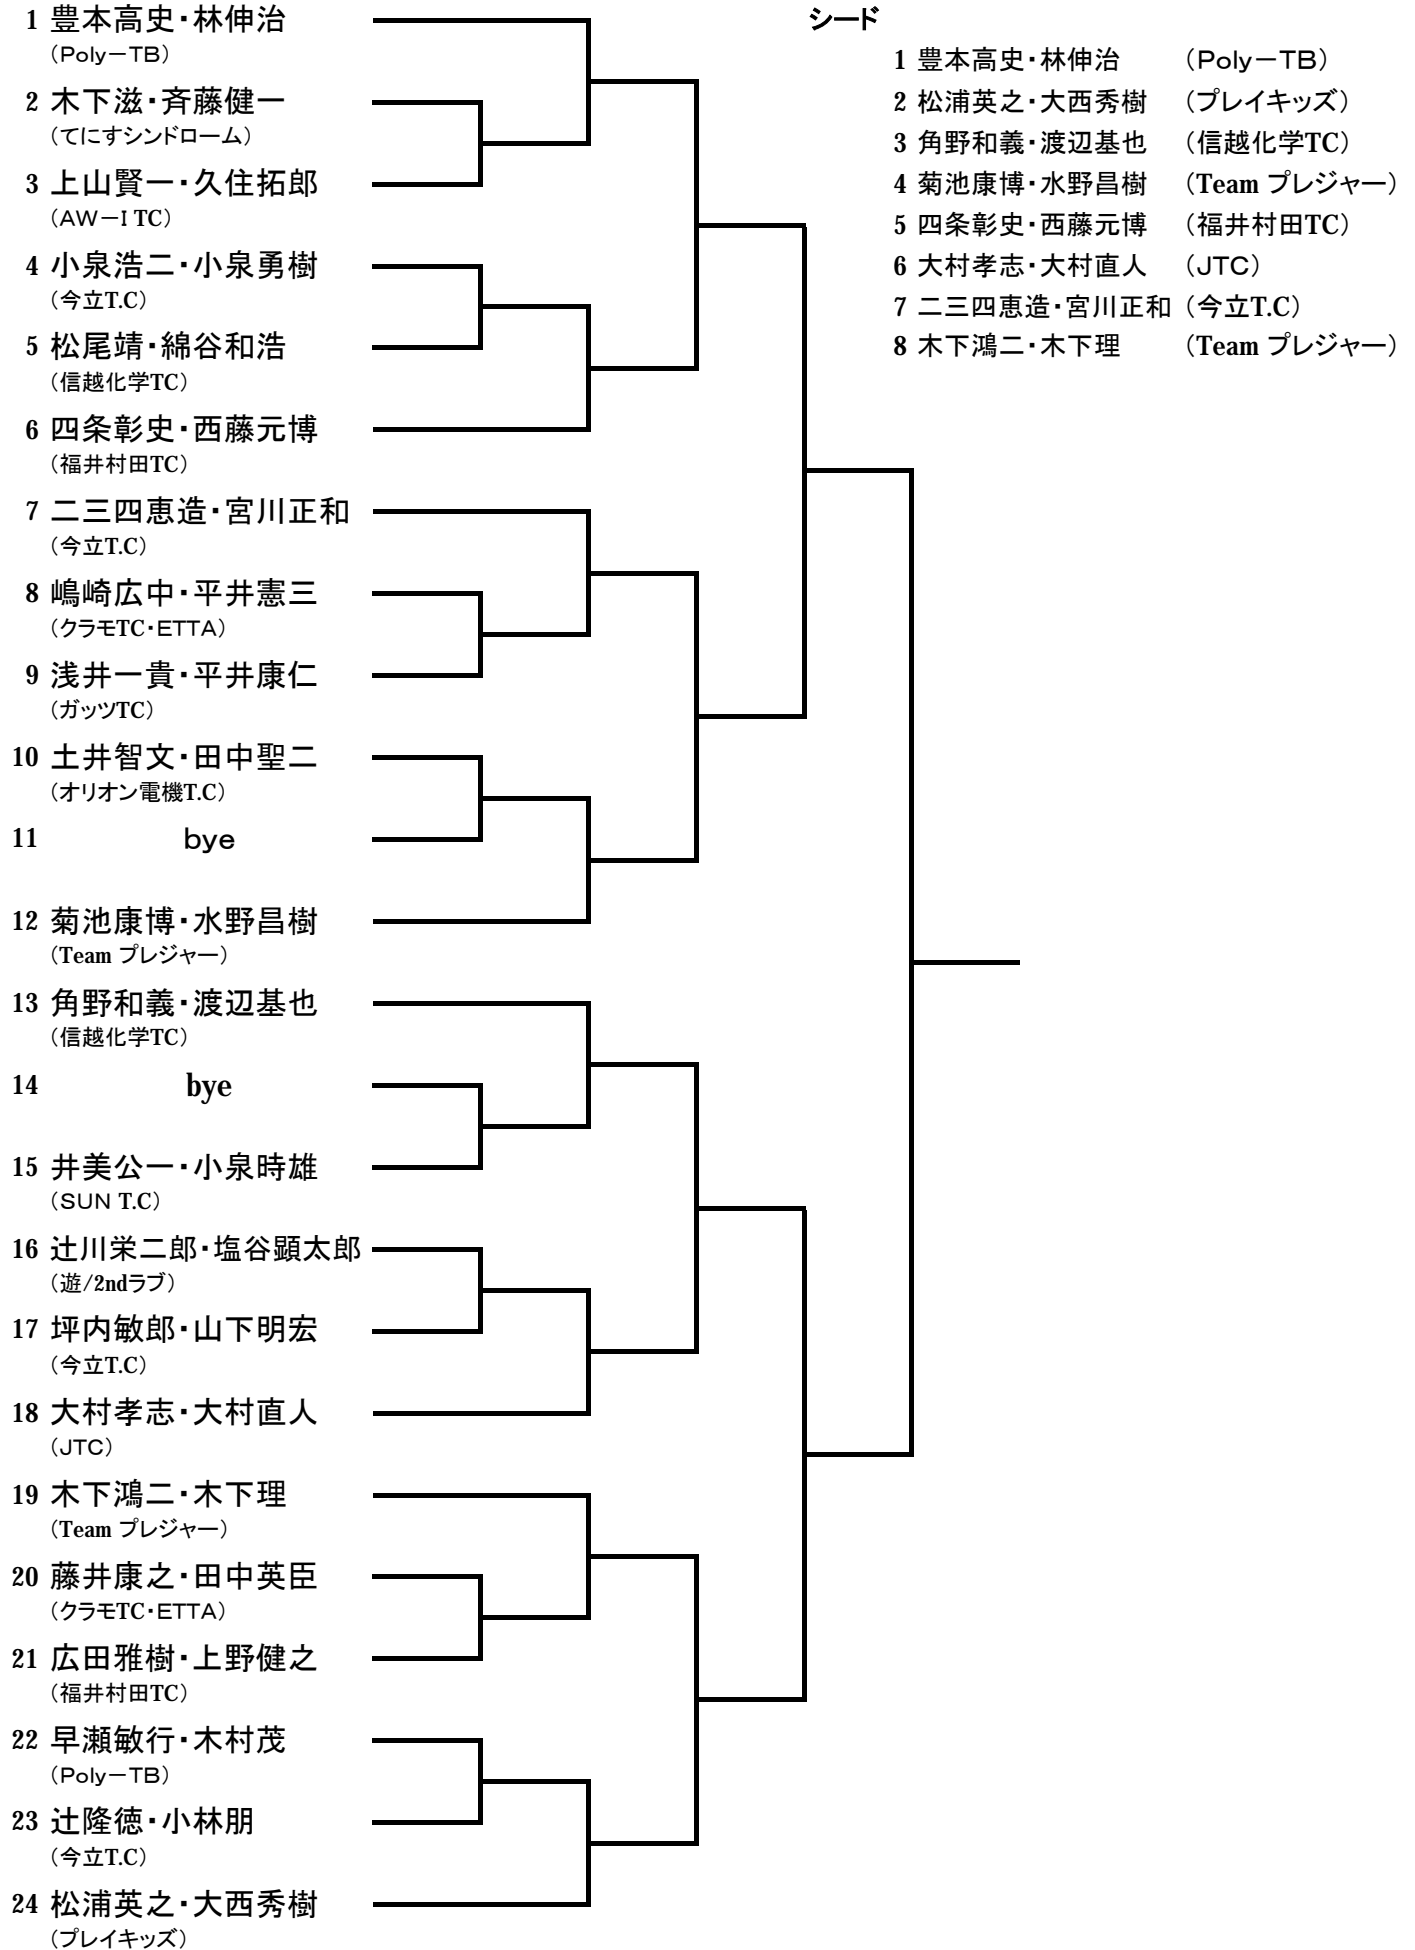 1 豊本高史・林伸治
（Poly－TB）
2 木下滋・斉藤健一
（てにすシンドローム）
3 上山賢一・久住拓郎
（AW－I TC）
4 小泉浩二・小泉勇樹
（今立T.C）
5 松尾靖・綿谷和浩
（信越化学TC）
6 四条彰史・西藤元博
（福井村田TC）
7 二三四恵造・宮川正和
（今立T.C）
8 嶋崎広中・平井憲三
（クラモTC・ETTA）
9 浅井一貴・平井康仁
（ガッツTC）
10 土井智文・田中聖二
（オリオン電機T.C）
11 bye
12 菊池康博・水野昌樹
（Team プレジャー）
13 角野和義・渡辺基也
（信越化学TC）
14 bye
15 井美公一・小泉時雄
（SUN T.C）
16 辻川栄二郎・塩谷顕太郎
（遊/2ndラブ）
17 坪内敏郎・山下明宏
（今立T.C）
18 大村孝志・大村直人
（JTC）
19 木下鴻二・木下理
（Team プレジャー）
20 藤井康之・田中英臣
（クラモTC・ETTA）
21 広田雅樹・上野健之
（福井村田TC）
22 早瀬敏行・木村茂
（Poly－TB）
23 辻隆徳・小林朋
（今立T.C）
24 松浦英之・大西秀樹
（プレイキッズ）
シード
1 豊本高史・林伸治 （Poly－TB）
2 松浦英之・大西秀樹 （プレイキッズ）
3 角野和義・渡辺基也 （信越化学TC）
4 菊池康博・水野昌樹 （Team プレジャー）
5 四条彰史・西藤元博 （福井村田TC）
6 大村孝志・大村直人 （JTC）
7 二三四恵造・宮川正和 （今立T.C）
8 木下鴻二・木下理 （Team プレジャー）